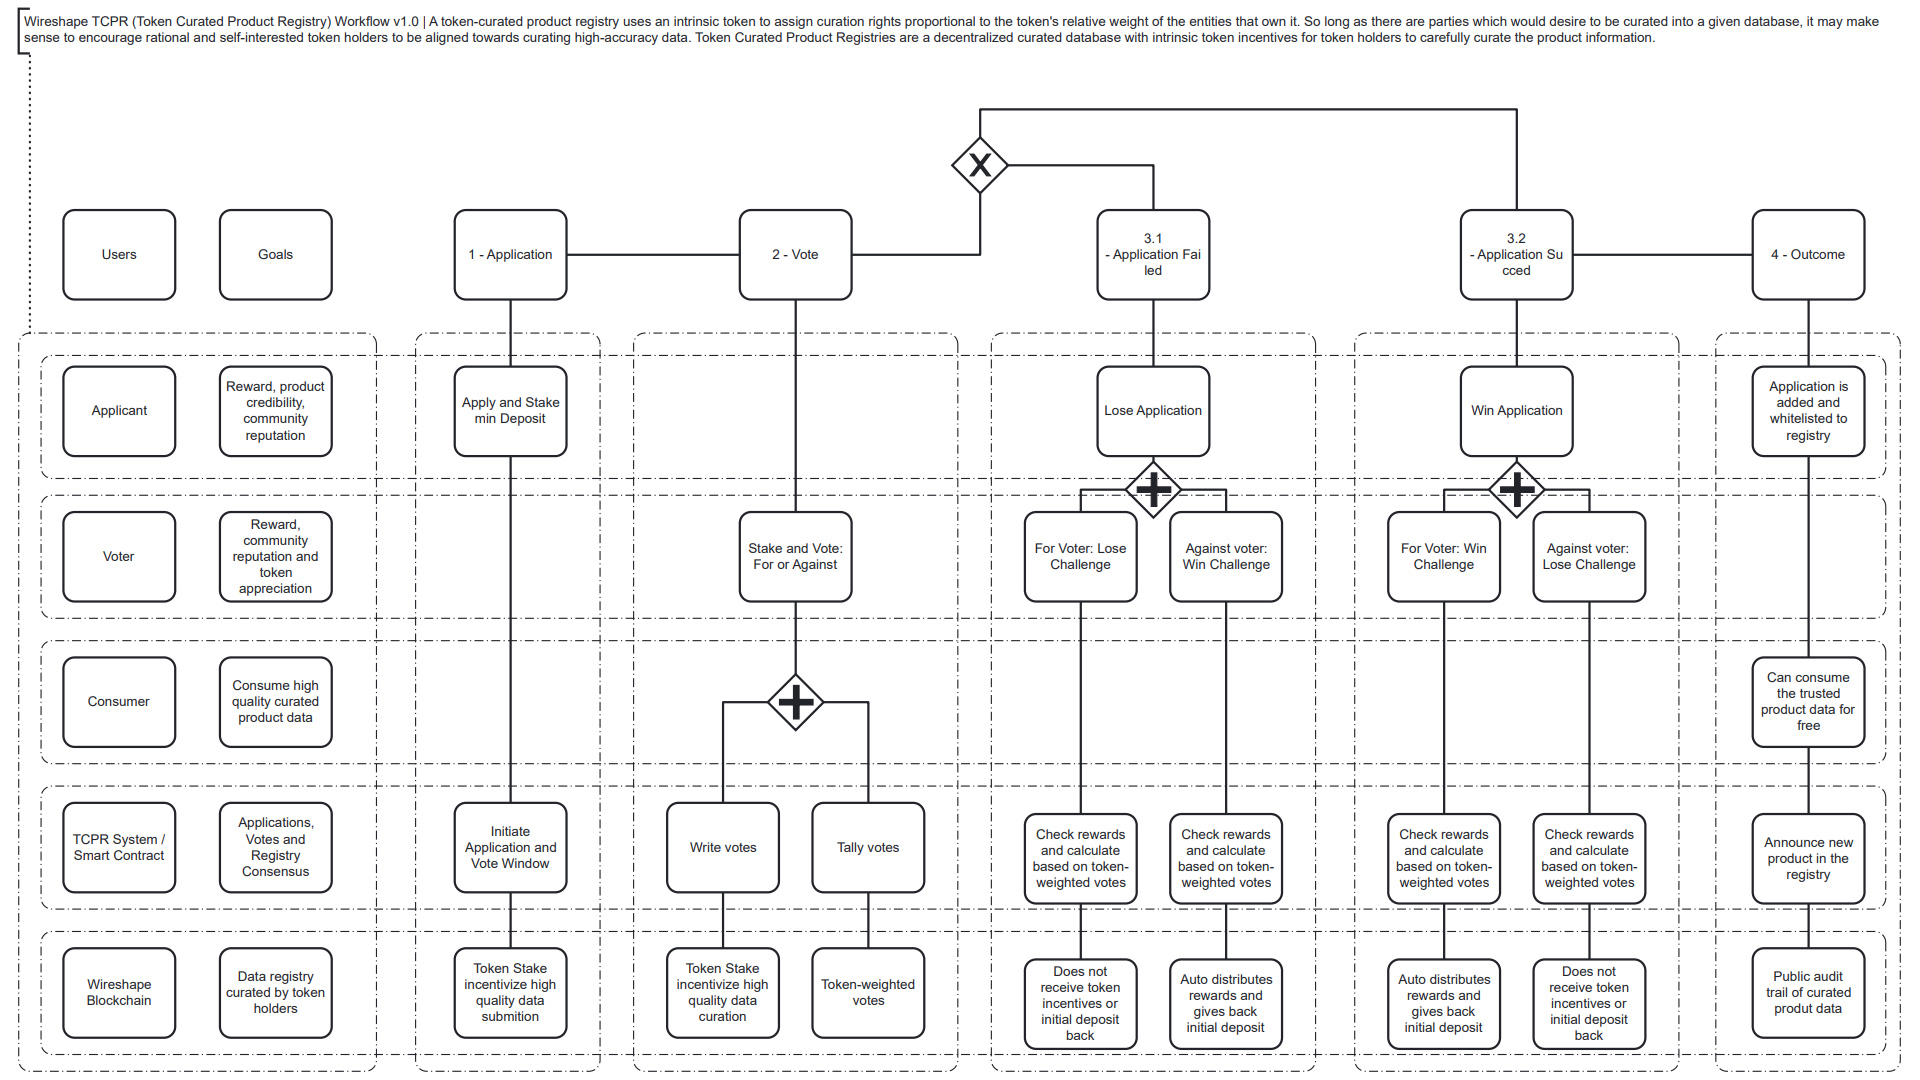 Wireshape TCPR (Token Curated Product Registry) Workflow v1.0 | A token-curated product registry uses an intrinsic token to assign curation rights proportional to the token's relative weight of the entities that own it. So long as there are parties which would desire to be curated into a given database, it may make
sense to encourage rational and self-interested token holders to be aligned towards curating high-accuracy data. Token Curated Product Registries are a decentralized curated database with intrinsic token incentives for token holders to carefully curate the product information.
X
Users
Goals
1 - Application
2 - Vote
3.1
- Application Fai
led
3.2
- Application Su
cced
4 - Outcome
Applicant
Reward, product
credibility,
community
reputation
Apply and Stake
min Deposit
Lose Application
Win Application
Application is
added and
whitelisted to
registry
Voter
Reward,
community
reputation and
token
appreciation
Stake and Vote:
For or Against
For Voter: Lose
Challenge
Against voter:
Win Challenge
For Voter: Win
Challenge
Against voter:
Lose Challenge
Consumer
Consume high
quality curated
product data
Can consume
the trusted
product data for
free
TCPR System /
Smart Contract
Applications,
Votes and
Registry
Consensus
Initiate
Application and
Vote Window
Write votes
Tally votes
Check rewards
and calculate
based on token-
weighted votes
Check rewards
and calculate
based on token-
weighted votes
Check rewards
and calculate
based on token-
weighted votes
Check rewards
and calculate
based on token-
weighted votes
Announce new
product in the
registry
Wireshape
Blockchain
Data registry
curated by token
holders
Token Stake
incentivize high
quality data
submition
Token Stake
incentivize high
quality data
curation
Token-weighted
votes
Does not
receive token
incentives or
initial deposit
back
Auto distributes
rewards and
gives back
initial deposit
Auto distributes
rewards and
gives back
initial deposit
Does not
receive token
incentives or
initial deposit
back
Public audit
trail of curated
produt data